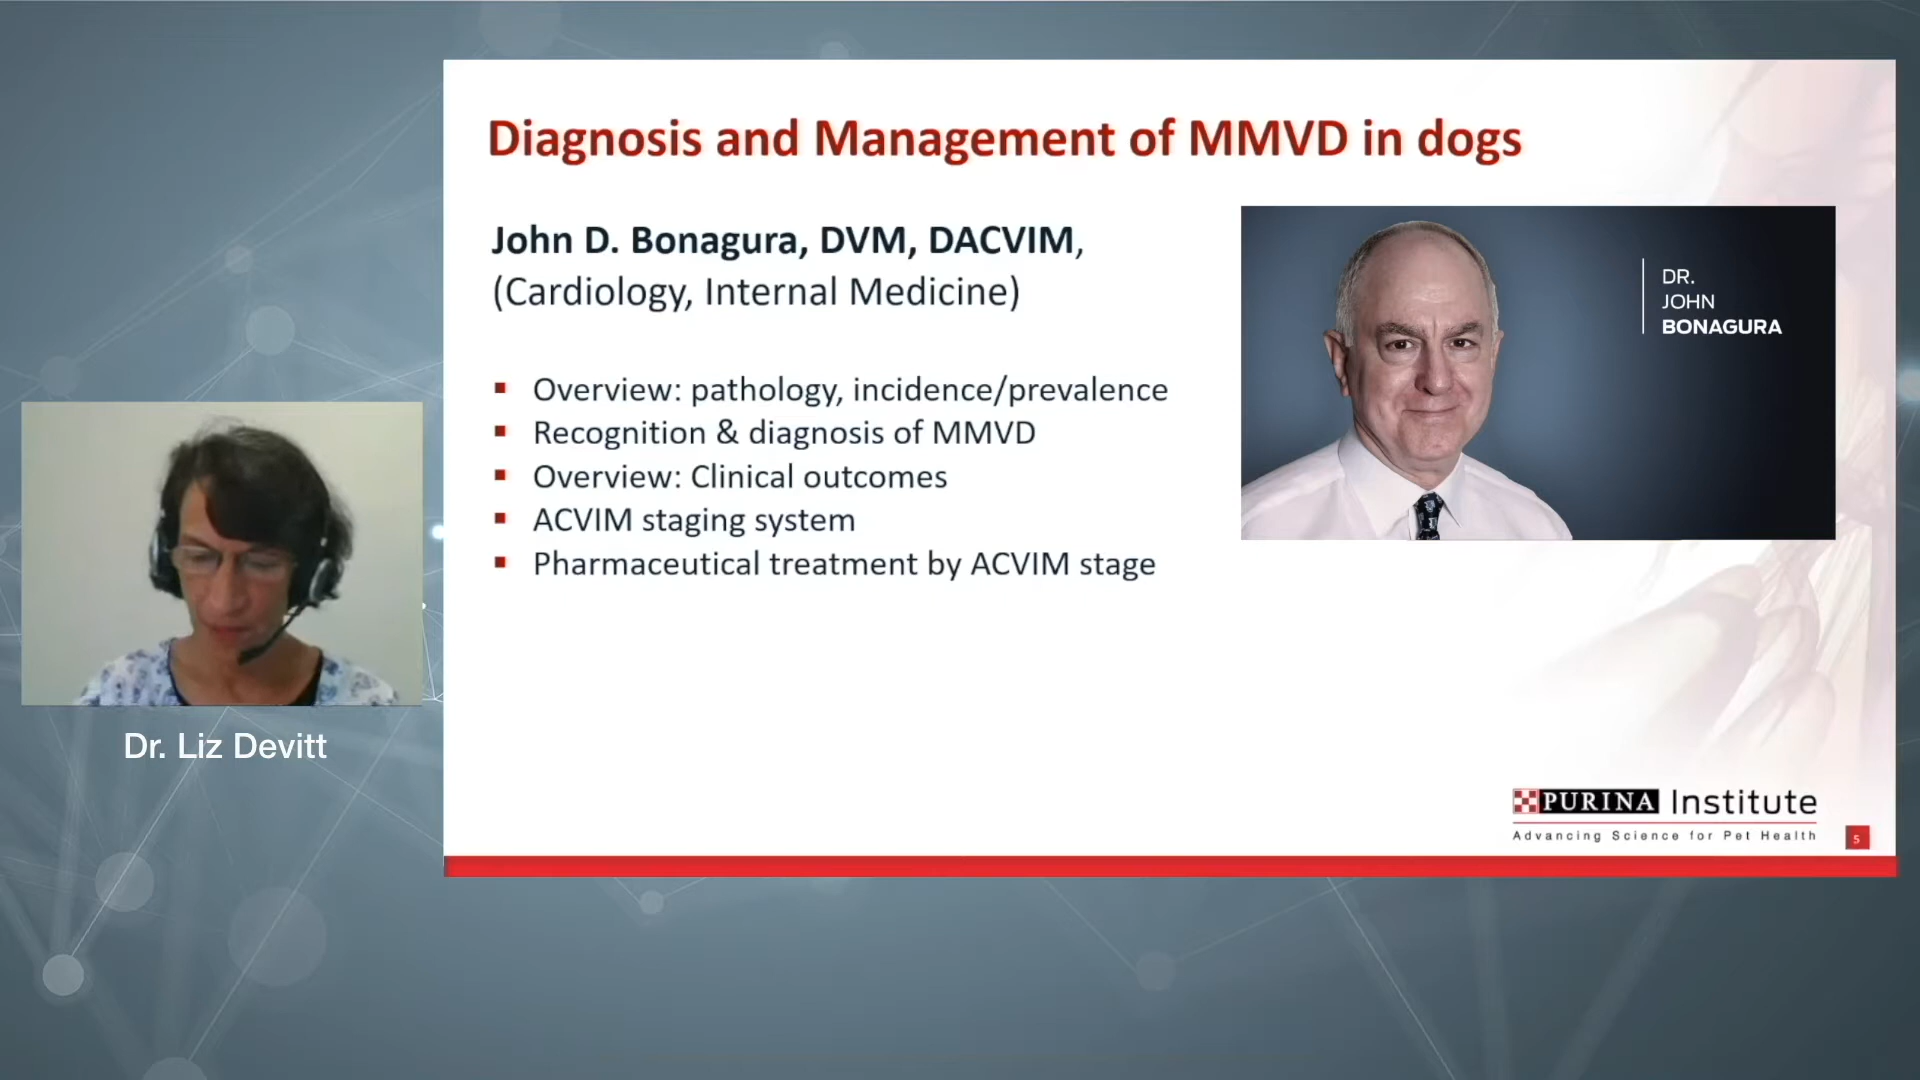 Diagnosis and Management of MMVD in dogs
John D. Bonagura, DVM, DACVIM,
(Cardiology, Internal Medicine)
▪ Overview: pathology, incidence/prevalence
▪ Recognition & diagnosis of MMVD
▪ Overview: Clinical outcomes
▪ ACVIM staging system
▪ Pharmaceutical treatment by ACVIM stage
DR.
JOHN
BONAGURA
Dr. Liz Devitt
PURINA Institute
Advancing Science for Pet Health
5